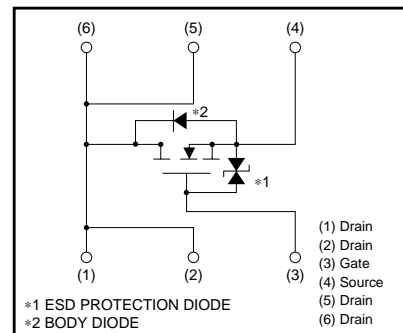 (6) (5) (4)
∗2
∗1
(1) (2) (3)
(1) Drain
(2) Drain
(3) Gate
(4) Source
(5) Drain
(6) Drain
∗1 ESD PROTECTION DIODE
∗2 BODY DIODE